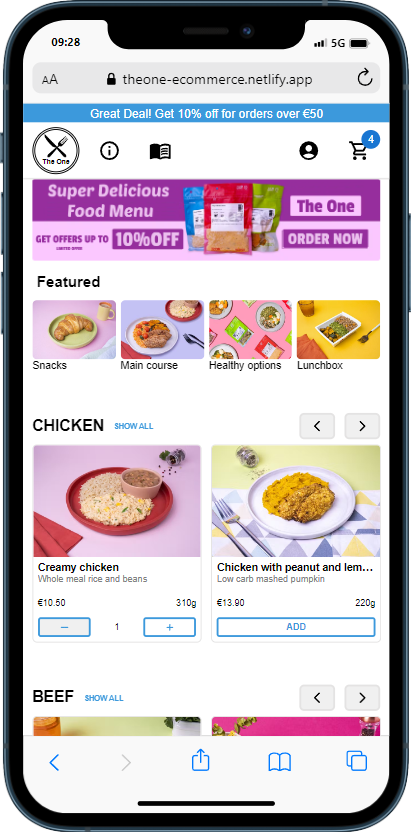 09:28
5G
AA
theone-ecommerce.netlify.app
Great Deal! Get 10% off for orders over €50
The One
4
Super Delicious
Food Menu
The One
GET OFFERS UP TO
LIMITED OFFER
10%OFF
ORDER NOW
Featured
Snacks
Main course
Healthy options
Lunchbox
CHICKEN
SHOW ALL
Creamy chicken
Whole meal rice and beans
€10.50
310g
1
Chicken with peanut and lem...
Low carb mashed pumpkin
€13.90
220g
ADD
BEEF
SHOW ALL